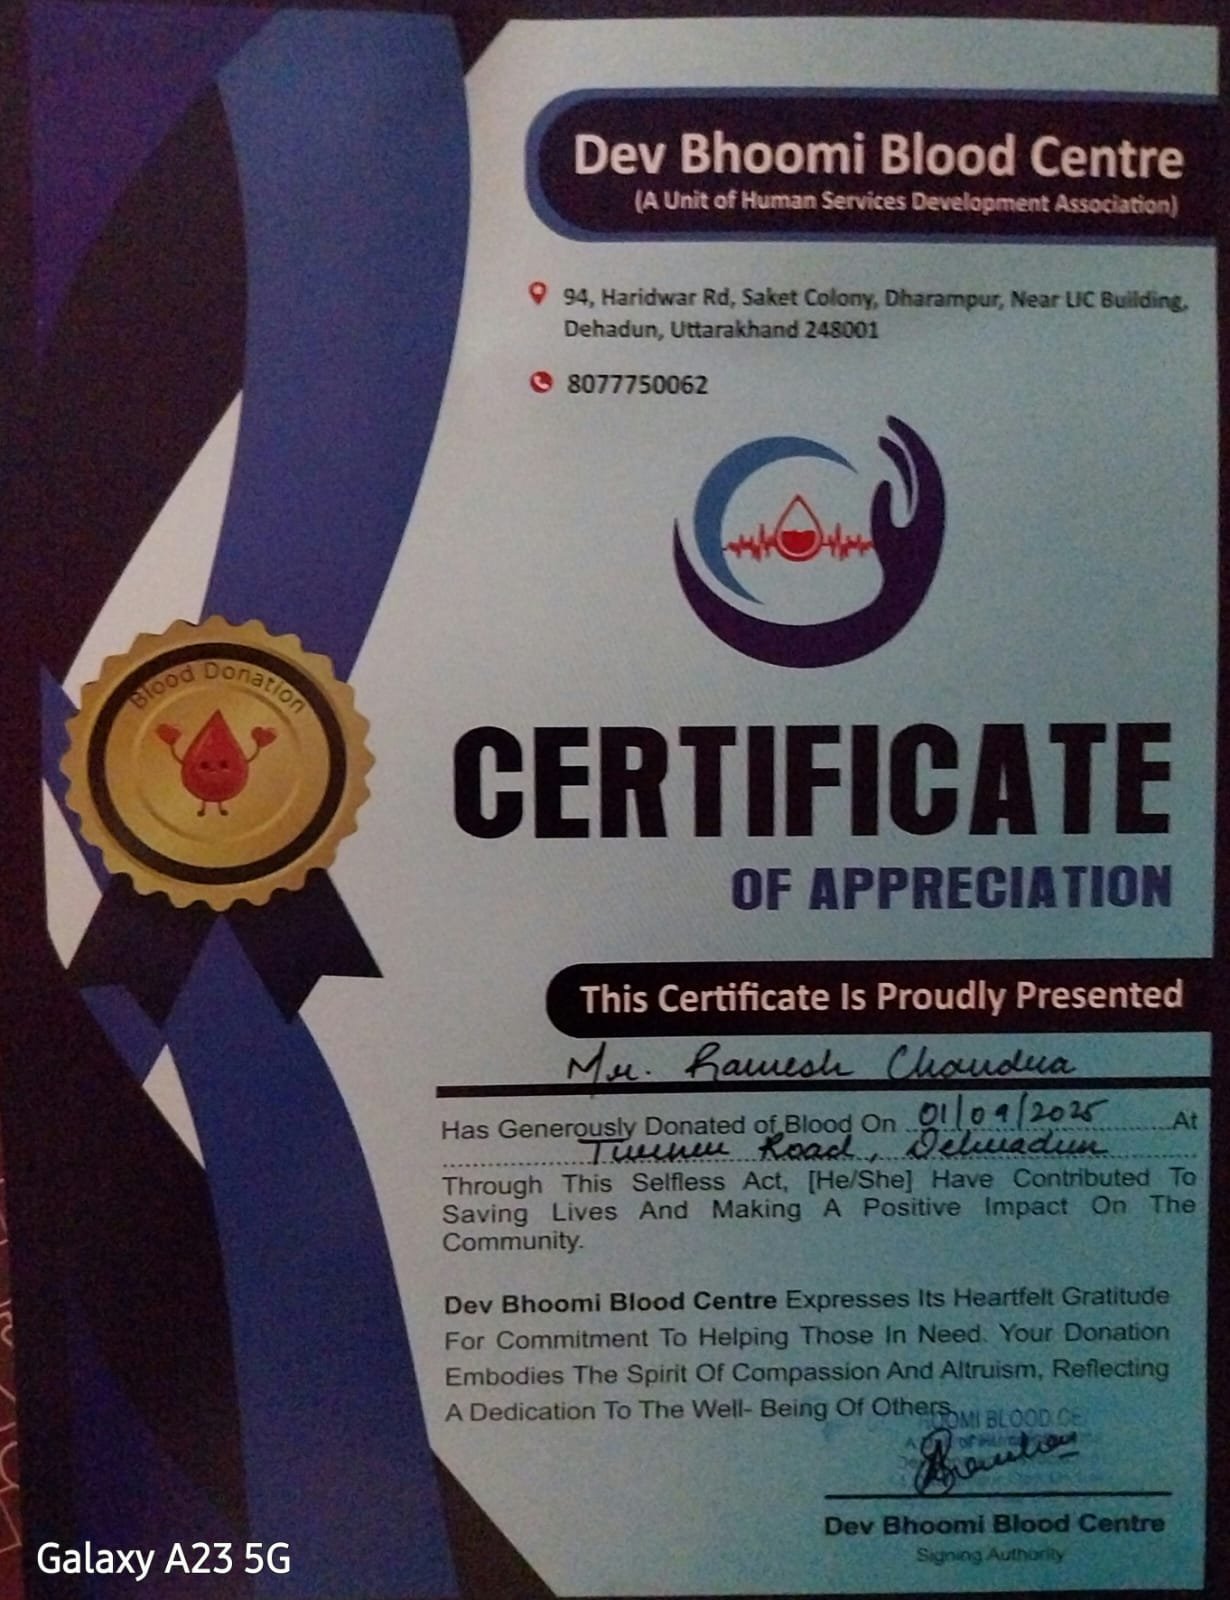 Dev Bhoomi Blood Centre
(A Unit of Human Services Development Association)
94, Haridwar Rd, Saket Colony, Dharampur, Near LIC Building,
Dehadun, Uttarakhand 248001
8077750062
Blood Donation
CERTIFICATE
OF APPRECIATION
This Certificate Is Proudly Presented
Mr. Ramesh Chandra
Has Generously Donated of Blood On 01/09/2025 At
Turner Road, Dehradun
Through This Selfless Act, [He/She] Have Contributed To
Saving Lives And Making A Positive Impact On The
Community.
Dev Bhoomi Blood Centre Expresses Its Heartfelt Gratitude
For Commitment To Helping Those In Need. Your Donation
Embodies The Spirit Of Compassion And Altruism, Reflecting
A Dedication To The Well- Being Of Others.
OOMI BLOOD CE
Dev Bhoomi Blood Centre
Signing Authority
Galaxy A23 5G